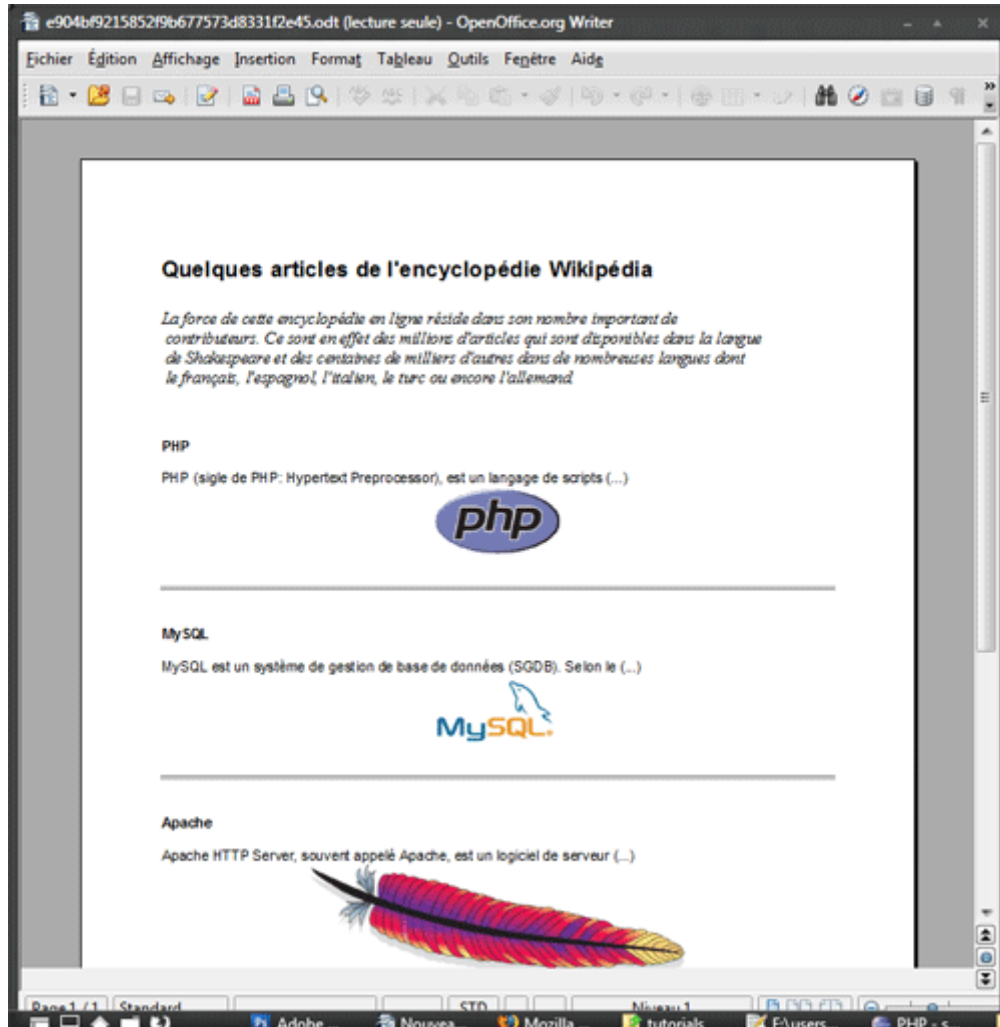 e904bf9215852f9b677573d8331f2e45.odt (lecture seule) - OpenOffice.org Writer
Fichier Édition Affichage Insertion Format Tableau Outils Fenêtre Aide
Quelques articles de l'encyclopédie Wikipédia
La force de cette encyclopédie en ligne réside dans son nombre important de
contributeurs. Ce sont en effet des millions d'articles qui sont disponibles dans la langue
de Shakespeare et des centaines de milliers d'autres dans de nombreuses langues dont
le français, l'espagnol, l'italien, le turc ou encore l'allemand
PHP
PHP (sigle de PHP: Hypertext Preprocessor), est un langage de scripts (...)
php
MySQL
MySQL est un système de gestion de base de données (SGDB). Selon le (...)
MySQL
Apache
Apache HTTP Server, souvent appelé Apache, est un logiciel de serveur (...)
Page 1 / 1 Standard STD Niveau 1
Adobe ... Nouvea... Mozilla ... tutorials F:\users... PHP - s...